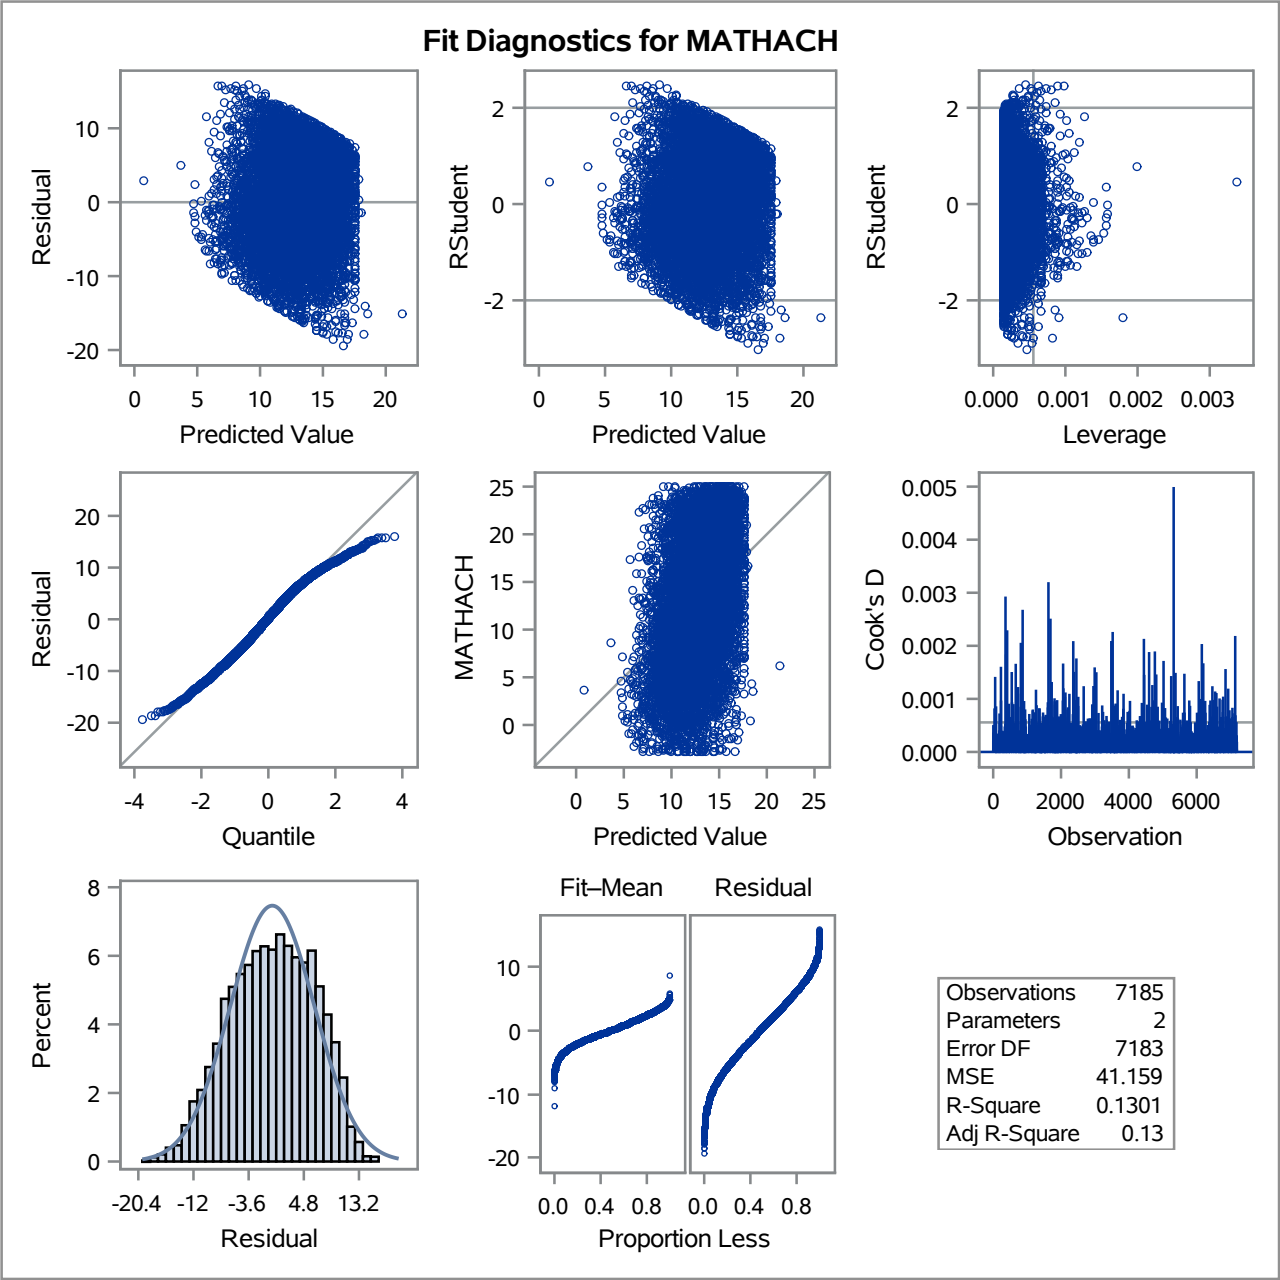 Fit Diagnostics for MATHACH
Residual
10
0
-10
-20
0 5 10 15 20
Predicted Value
RStudent
2
0
-2
0 5 10 15 20
Predicted Value
RStudent
2
0
-2
0.000 0.001 0.002 0.003
Leverage
Residual
20
10
0
-10
-20
-4 -2 0 2 4
Quantile
MATHACH
25
20
15
10
5
0
0 5 10 15 20 25
Predicted Value
Cook's D
0.005
0.004
0.003
0.002
0.001
0.000
0 2000 4000 6000
Observation
Percent
8
6
4
2
0
-20.4 -12 -3.6 4.8 13.2
Residual
Fit–Mean Residual
10
0
-10
-20
0.0 0.4 0.8 0.0 0.4 0.8
Proportion Less
Observations 7185
Parameters 2
Error DF 7183
MSE 41.159
R-Square 0.1301
Adj R-Square 0.13